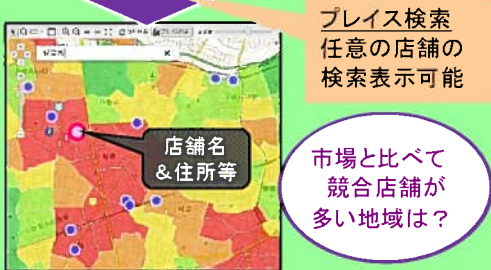 プレイス検索
任意の店舗の
検索表示可能
店舗名
&住所等
市場と比べて
競合店舗が
多い地域は?